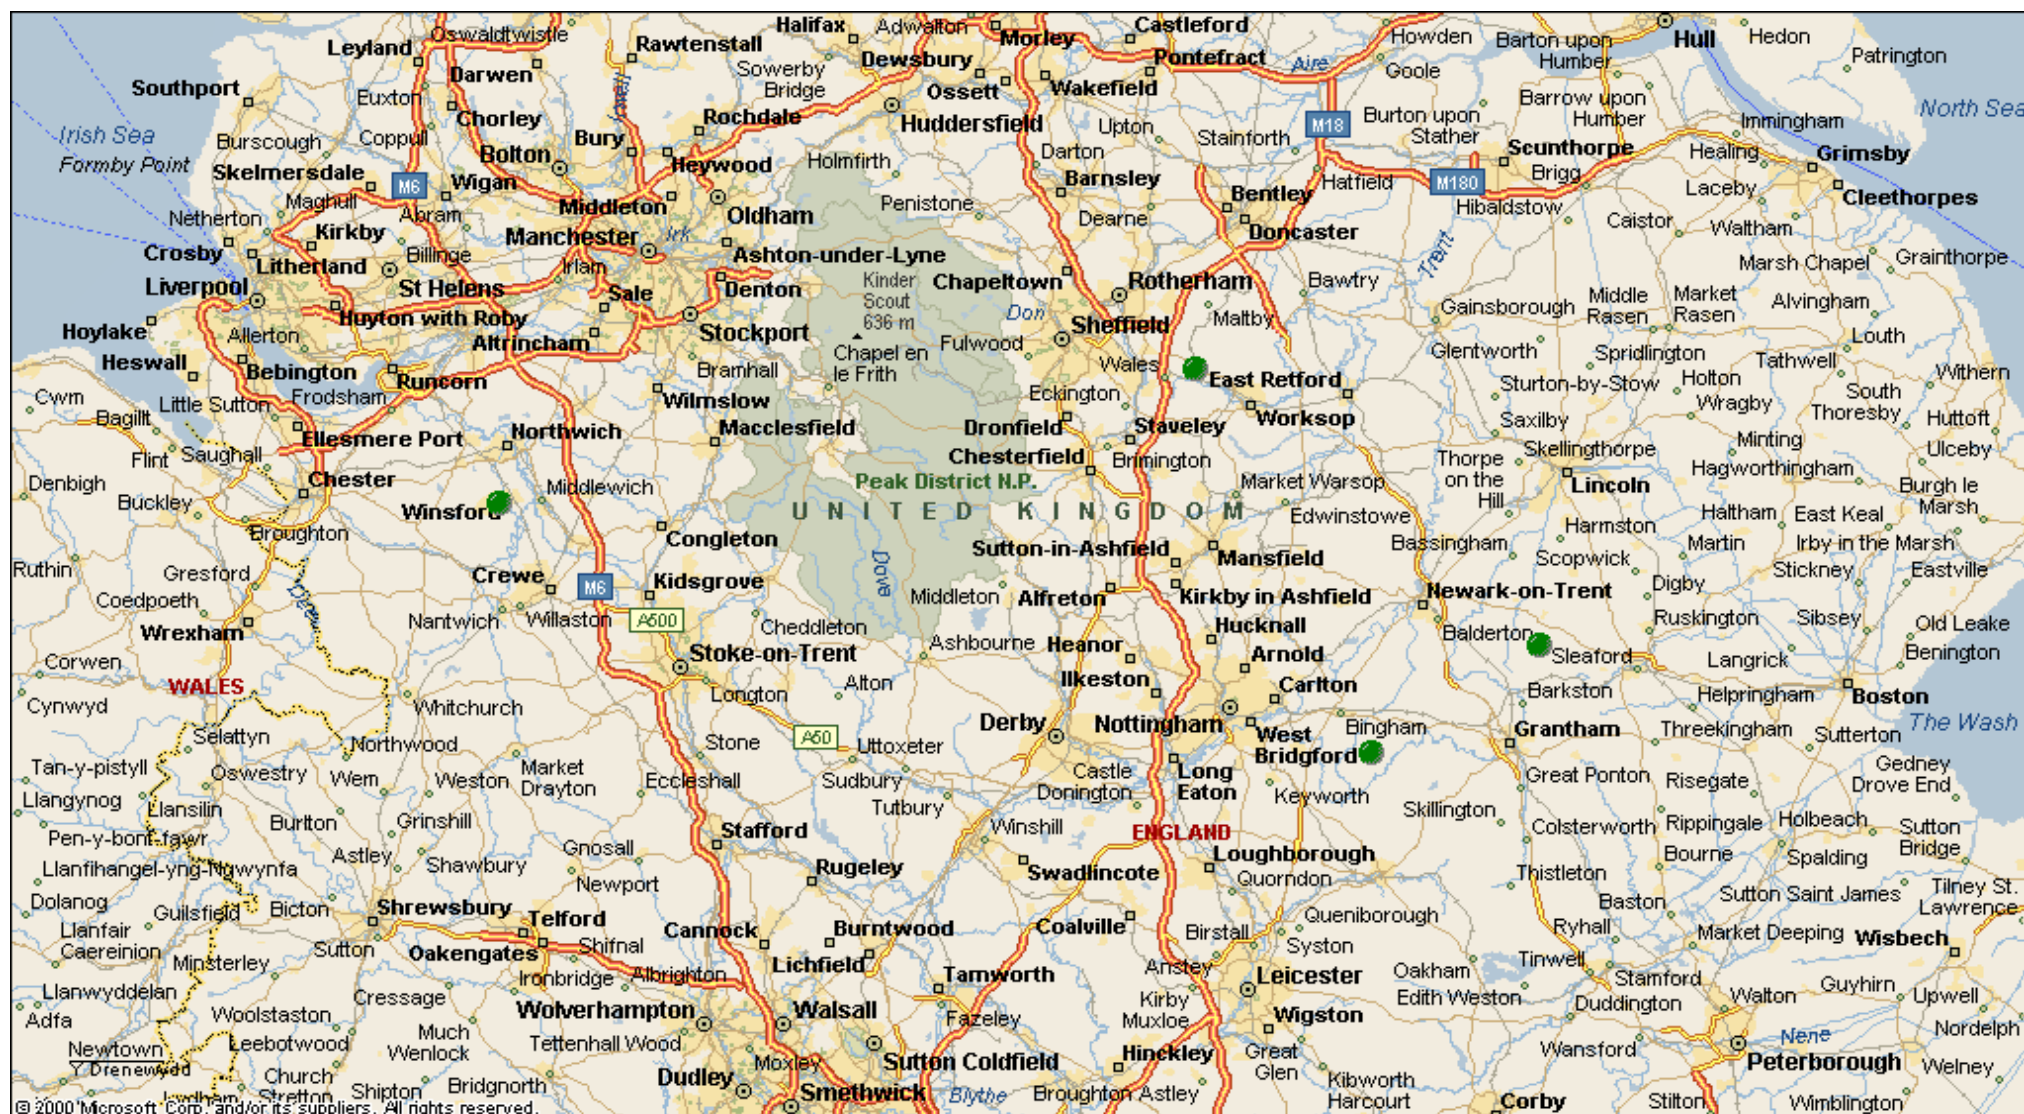 Halifax
Adwalton
Morley
Castleford
Howden
Barton upon
Humber
Hull
Hedon
Oswaldtwistle
Leyland
Rawtenstall
Darwen
Sowerby
Bridge
Dewsbury
Pontefract
Aire
Goole
Patrington
Southport
Euxton
Ossett
Wakefield
Barrow upon
Humber
North Sea
Irish Sea
Formby Point
Burscough
Coppull
Chorley
Rochdale
Huddersfield
Upton
Stainforth
M18
Burton upon
Stather
Immingham
Bolton
Bury
Heywood
Holmfirth
Darton
Scunthorpe
Healing
Grimsby
Skelmersdale
M6
Wigan
Barnsley
Bentley
Hatfield
M180
Brigg
Laceby
Cleethorpes
Maghull
Abram
Middleton
Oldham
Penistone
Dearne
Hibaldstow
Caistor
Waltham
Netherton
Kirkby
Manchester
Irk
Doncaster
Trent
Crosby
Litherland
Billinge
Irlam
Ashton-under-Lyne
Marsh Chapel
Grainthorpe
Liverpool
St Helens
Sale
Denton
Kinder
Scout
636 m
Chapeltown
Rotherham
Bawtry
Gainsborough
Middle
Rasen
Market
Rasen
Alvingham
Hoylake
Allerton
Huyton with Roby
Stockport
Don
Sheffield
Maltby
Louth
Heswall
Bebington
Altrincham
Chapel en
le Frith
Fulwood
Wales
Glentworth
Spridlington
Tathwell
Withern
Runcorn
Bramhall
East Retford
Sturton-by-Stow
Holton
Wragby
South
Thoresby
Cwm
Bagillt
Little Sutton
Frodsham
Wilmslow
Eckington
Worksop
Saxilby
Huttoft
Ellesmere Port
Northwich
Macclesfield
Dronfield
Staveley
Skellingthorpe
Minting
Ulceby
Flint
Saughall
Chesterfield
Brimington
Thorpe
on the
Hill
Hagworthingham
Denbigh
Chester
Middlewich
Peak District N.P.
Market Warsop
Lincoln
Burgh le
Marsh
Buckley
Winsford
UNITED KINGDOM
Edwinstowe
Haltham
East Keal
Broughton
Congleton
Sutton-in-Ashfield
Mansfield
Bassingham
Harmston
Martin
Irby in the Marsh
Ruthin
Gresford
Crewe
M6
Kidsgrove
Dove
Scopwick
Stickney
Eastville
Coedpoeth
Dee
Middleton
Alfreton
Kirkby in Ashfield
Newark-on-Trent
Digby
Wrexham
Nantwich
Willaston
A500
Cheddleton
Ashbourne
Heanor
Hucknall
Balderton
Ruskington
Sibsey
Old Leake
Corwen
Stoke-on-Trent
Arnold
Sleaford
Langrick
Benington
WALES
Longton
Alton
Ilkeston
Carlton
Barkston
Helpringham
Boston
Cynwyd
Whitchurch
Derby
Nottingham
West
Bridgford
Bingham
Grantham
Threekingham
The Wash
Selattyn
Northwood
Stone
A50
Uttoxeter
Sutterton
Tan-y-pistyll
Oswestry
Wem
Weston
Market
Drayton
Eccleshall
Sudbury
Castle
Donington
Long
Eaton
Keyworth
Great Ponton
Risegate
Gedney
Drove End
Llangynog
Llansilin
Burlton
Grinshill
Tutbury
Winshill
Skillington
Colsterworth
Rippingale
Holbeach
Sutton
Bridge
Pen-y-bont-fawr
Stafford
ENGLAND
Astley
Shawbury
Gnosall
Rugeley
Swadlincote
Loughborough
Bourne
Spalding
Llanfihangel-yng-Ngwynfa
Newport
Quorndon
Thistleton
Sutton Saint James
Tilney St.
Lawrence
Dolanog
Guilsfield
Bicton
Shrewsbury
Telford
Cannock
Burntwood
Coalville
Queniborough
Baston
Llanfair
Caereinion
Sutton
Oakengates
Shifnal
Lichfield
Birstall
Syston
Ryhall
Market Deeping
Wisbech
Minsterley
Ironbridge
Albrighton
Tamworth
Anstey
Leicester
Oakham
Tinwell
Stamford
Llanwyddelan
Cressage
Wolverhampton
Walsall
Kirby
Muxloe
Wigston
Edith Weston
Duddington
Walton
Guyhirn
Upwell
Adfa
Woolstaston
Much
Wenlock
Fazeley
Nordelph
Newtown
Y Drenewydd
Leebotwood
Tettenhall Wood
Moxley
Sutton Coldfield
Hinckley
Great
Glen
Wansford
Nene
Peterborough
Welney
Church
Stretton
Shipton
Bridgnorth
Dudley
Smethwick
Blythe
Broughton Astley
Kibworth
Harcourt
Corby
Stilton
Wimblington
Lydham
© 2000 Microsoft Corp. and/or its suppliers. All rights reserved.